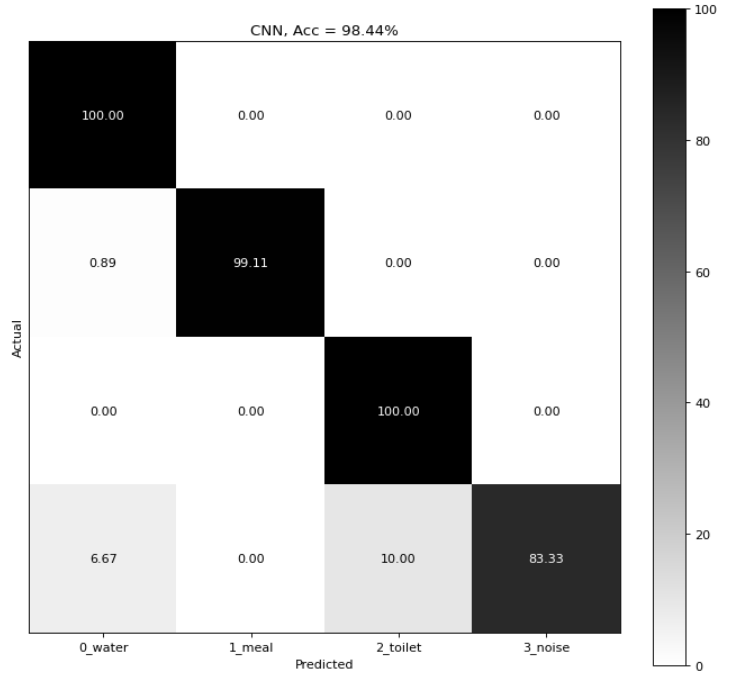 CNN, Acc = 98.44%
100.00 0.00 0.00 0.00
0.89 99.11 0.00 0.00
0.00 0.00 100.00 0.00
6.67 0.00 10.00 83.33
Actual
0_water 1_meal 2_toilet 3_noise
Predicted
100
80
60
40
20
0